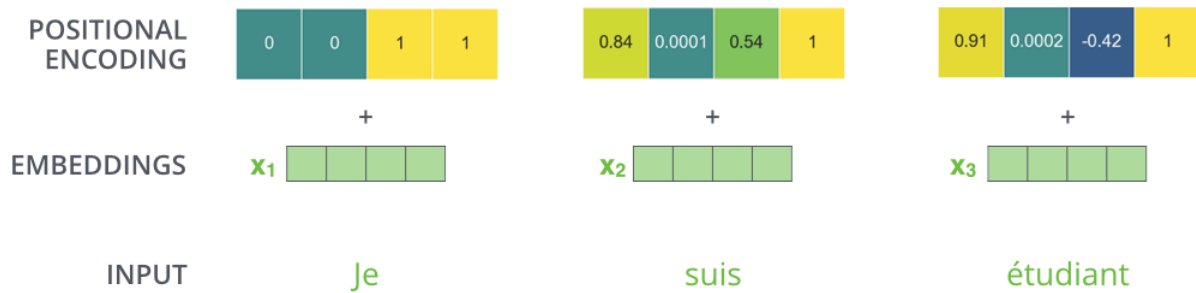 POSITIONAL ENCODING
0 0 1 1
0.84 0.0001 0.54 1
0.91 0.0002 -0.42 1
+ + +
EMBEDDINGS x1 x2 x3
INPUT Je suis étudiant